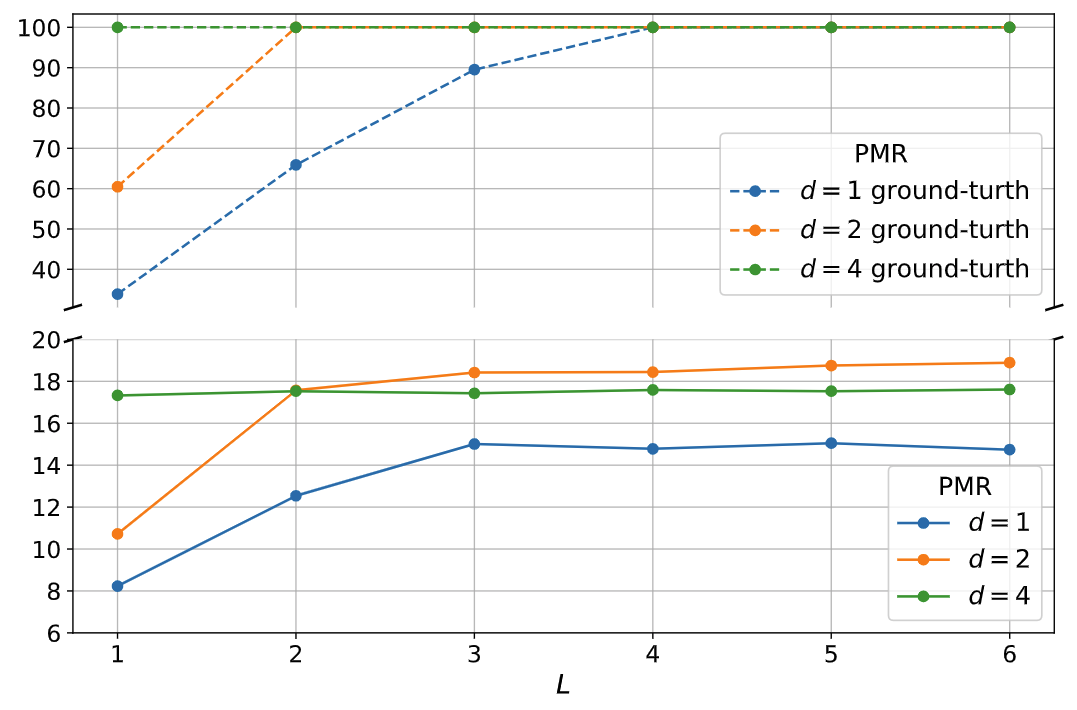 100
90
80
70
60
50
40
PMR
d = 1 ground-turth
d = 2 ground-turth
d = 4 ground-turth
20
18
16
14
12
10
8
6
PMR
d = 1
d = 2
d = 4
1 2 3 4 5 6
L